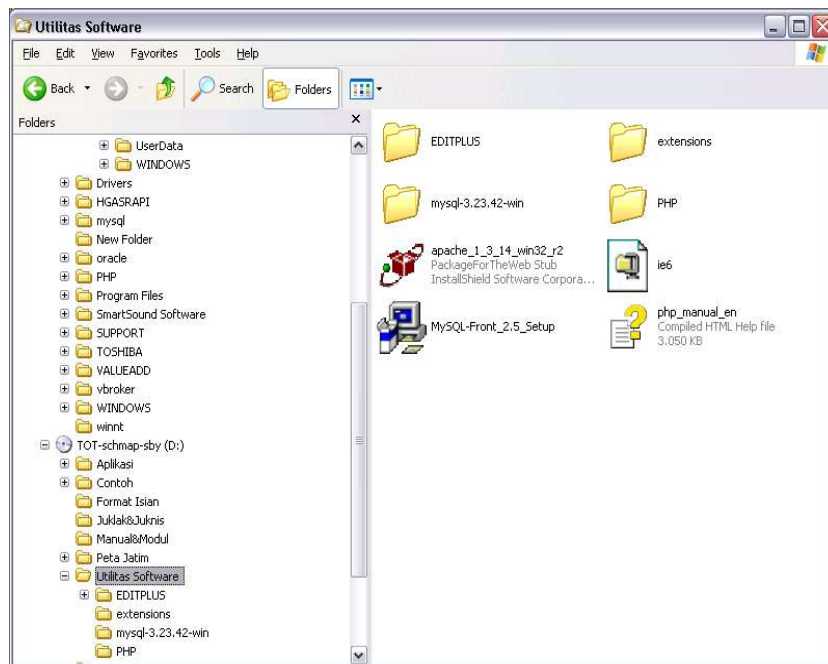 Utilitas Software
File Edit View Favorites Tools Help
Back Search Folders
Folders
UserData
WINDOWS
Drivers
HGASRAPI
mysql
New Folder
oracle
PHP
Program Files
SmartSound Software
SUPPORT
TOSHIBA
VALUEADD
vbroker
WINDOWS
winnt
TOT-schmap-sby (D:)
Aplikasi
Contoh
Format Isian
Juklak&Juknis
Manual&Modul
Peta Jatim
Utilitas Software
EDITPLUS
extensions
mysql-3.23.42-win
PHP
EDITPLUS
extensions
mysql-3.23.42-win
PHP
apache_1_3_14_win32_r2
PackageForTheWeb Stub
InstallShield Software Corpora...
ie6
MySQL-Front_2.5_Setup
php_manual_en
Compiled HTML Help file
3.050 KB